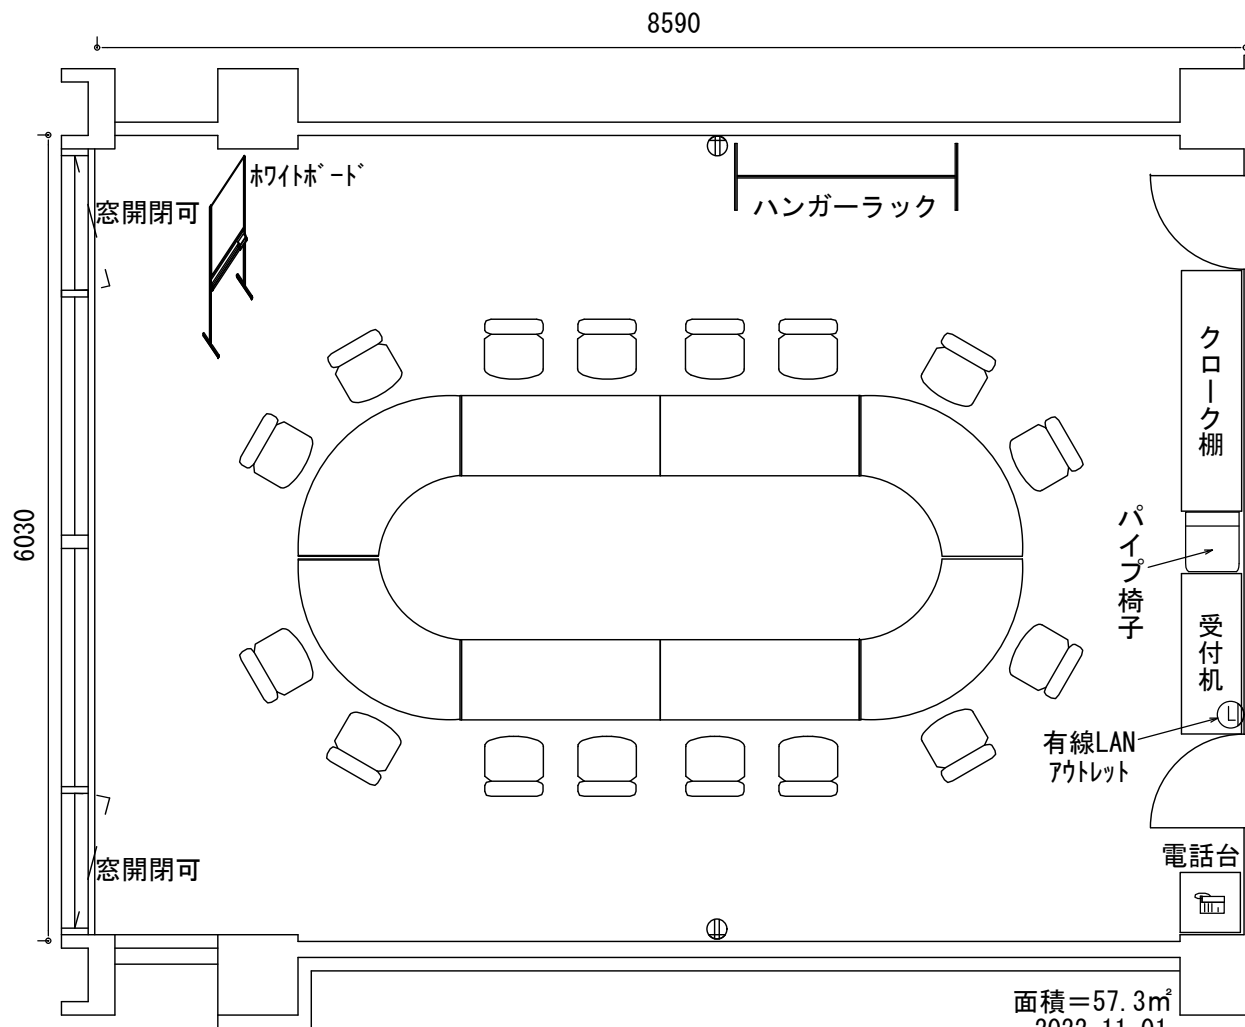 8590
ホワイトボード
窓開閉可
ハンガーラック
クローク棚
6030
パイプ椅子
受付机
L
有線LAN
アウトレット
窓開閉可
電話台
面積＝57.3㎡